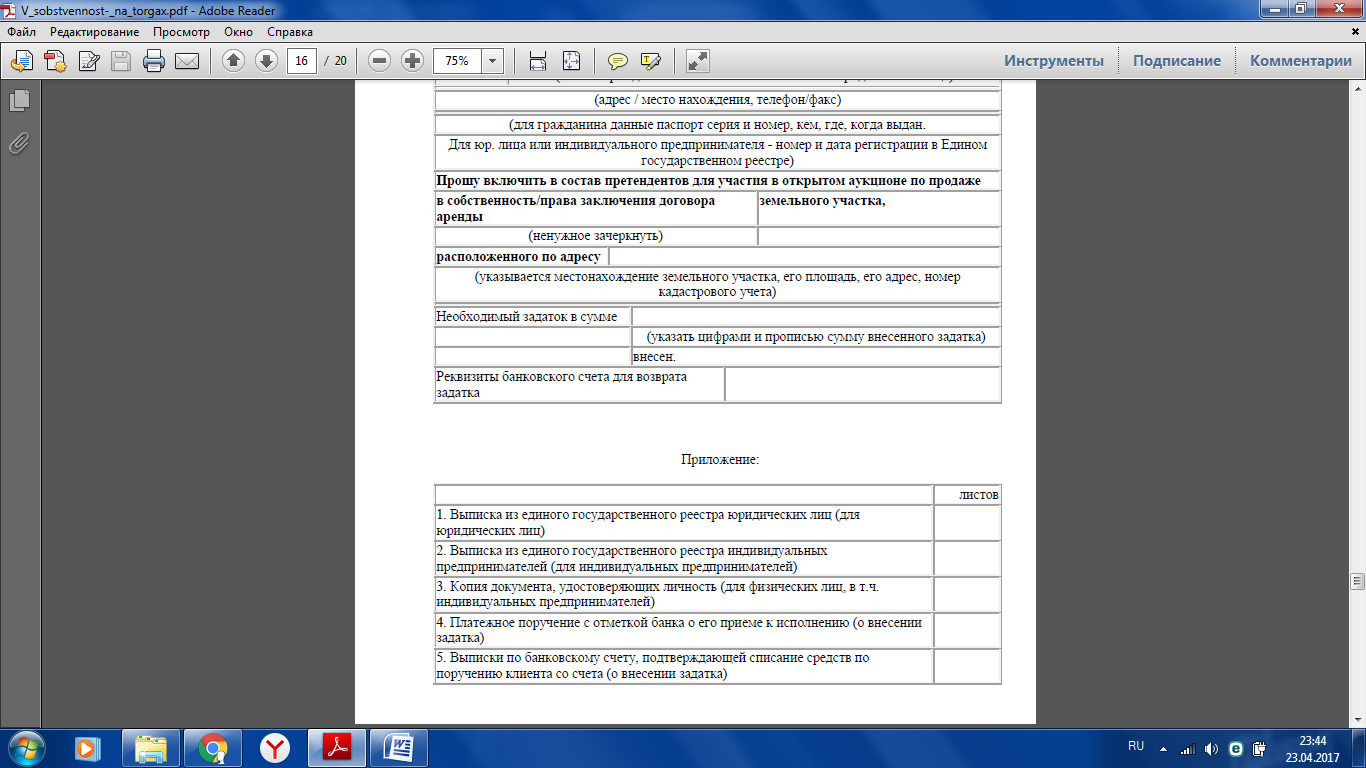 V_sobstvennost-_na_torgax.pdf - Adobe Reader
Файл Редактирование Просмотр Окно Справка
16 / 20 75% Инструменты Подписание Комментарии
(адрес / место нахождения, телефон/факс)
(для гражданина данные паспорт серия и номер, кем, где, когда выдан.
Для юр. лица или индивидуального предпринимателя - номер и дата регистрации в Едином
государственном реестре)
Прошу включить в состав претендентов для участия в открытом аукционе по продаже
в собственность/права заключения договора земельного участка,
аренды
(ненужное зачеркнуть)
расположенного по адресу
(указывается местонахождение земельного участка, его площадь, его адрес, номер
кадастрового учета)
Необходимый задаток в сумме
(указать цифрами и прописью сумму внесенного задатка)
внесен.
Реквизиты банковского счета для возврата
задатка
Приложение:
листов
1. Выписка из единого государственного реестра юридических лиц (для
юридических лиц)
2. Выписка из единого государственного реестра индивидуальных
предпринимателей (для индивидуальных предпринимателей)
3. Копия документа, удостоверяющих личность (для физических лиц, в т.ч.
индивидуальных предпринимателей)
4. Платежное поручение с отметкой банка о его приеме к исполнению (о внесении
задатка)
5. Выписки по банковскому счету, подтверждающей списание средств по
поручению клиента со счета (о внесении задатка)
RU 23:44
23.04.2017